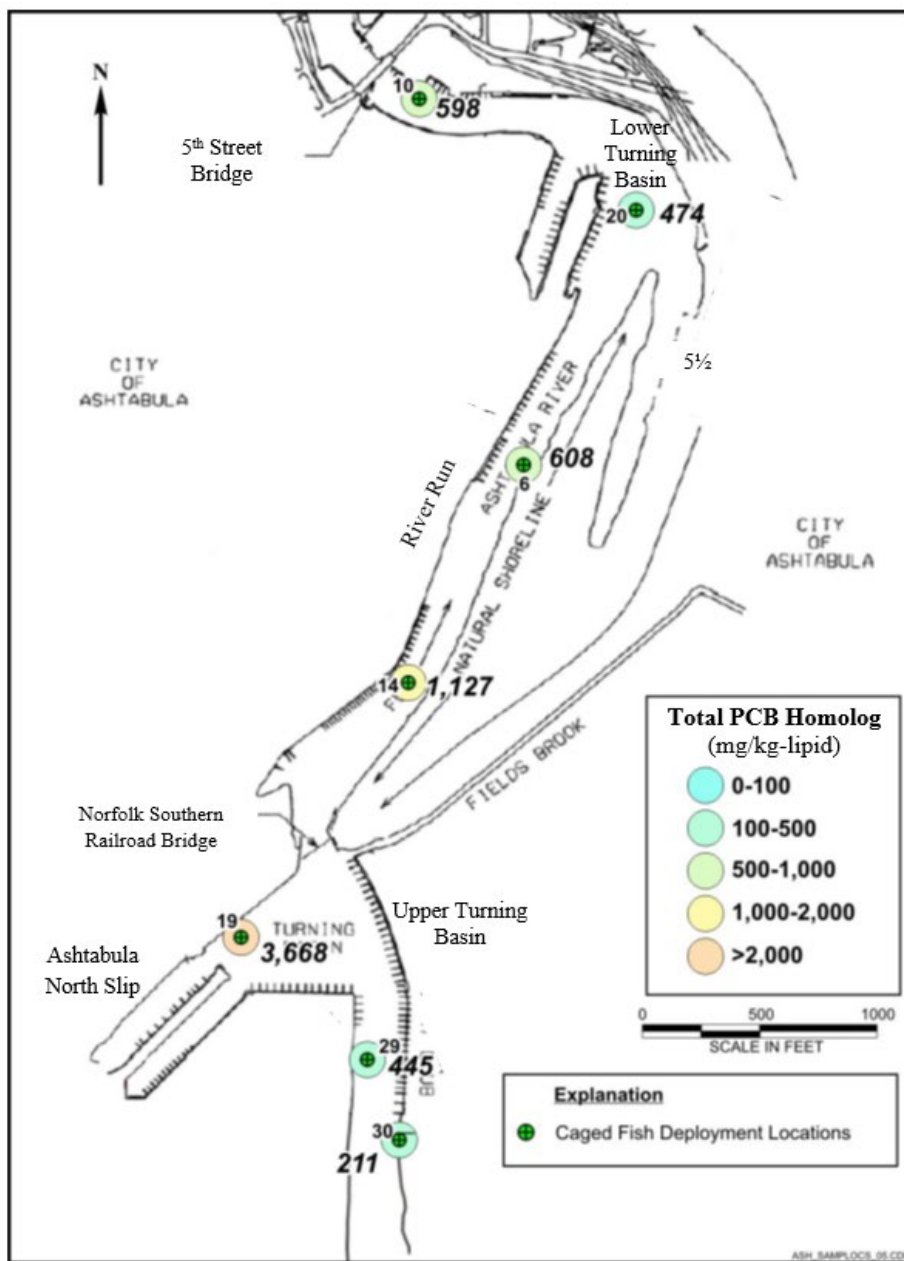 N
10
598
5th Street
Bridge
Lower
Turning
Basin
20
474
CITY
OF
ASHTABULA
5½
ASHTABULA RIVER
608
6
River Run
NATURAL SHORELINE
CITY
OF
ASHTABULA
14
1,127
FIELDS BROOK
Norfolk Southern
Railroad Bridge
19
TURNING
3,668
Upper Turning
Basin
Ashtabula
North Slip
29
445
30
211
Total PCB Homolog
(mg/kg-lipid)
0-100
100-500
500-1,000
1,000-2,000
>2,000
0 500 1000
SCALE IN FEET
Explanation
Caged Fish Deployment Locations
ASH_SAMPLOCS_05.CD